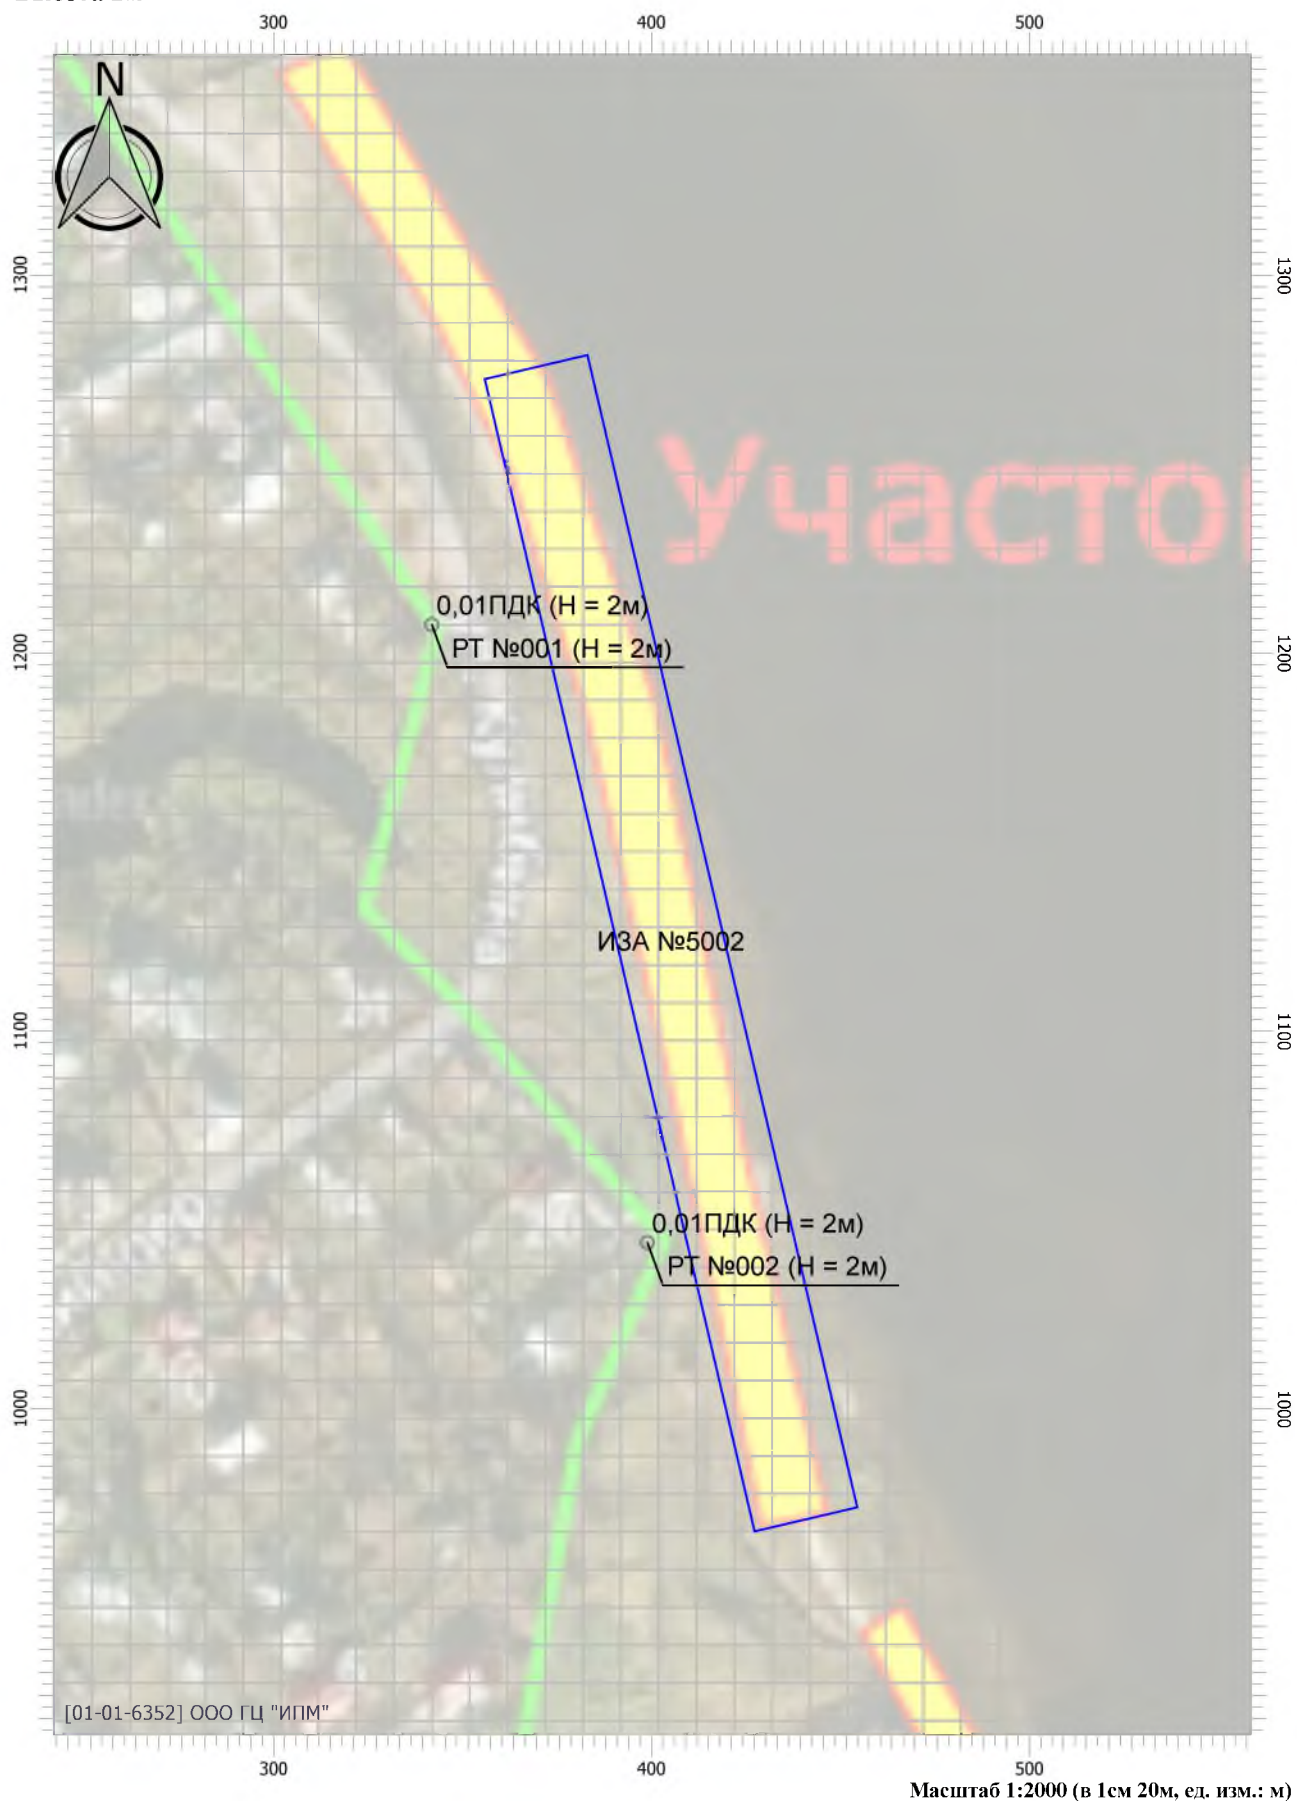 300 400 500
N
1300 1300
Участо
0,01ПДК (Н = 2м)
РТ №001 (Н = 2м)
1200 1200
ИЗА №5002
1100 1100
0,01ПДК (Н = 2м)
РТ №002 (Н = 2м)
1000 1000
[01-01-6352] ООО ГЦ "ИПМ"
300 400 500
Масштаб 1:2000 (в 1см 20м, ед. изм.: м)